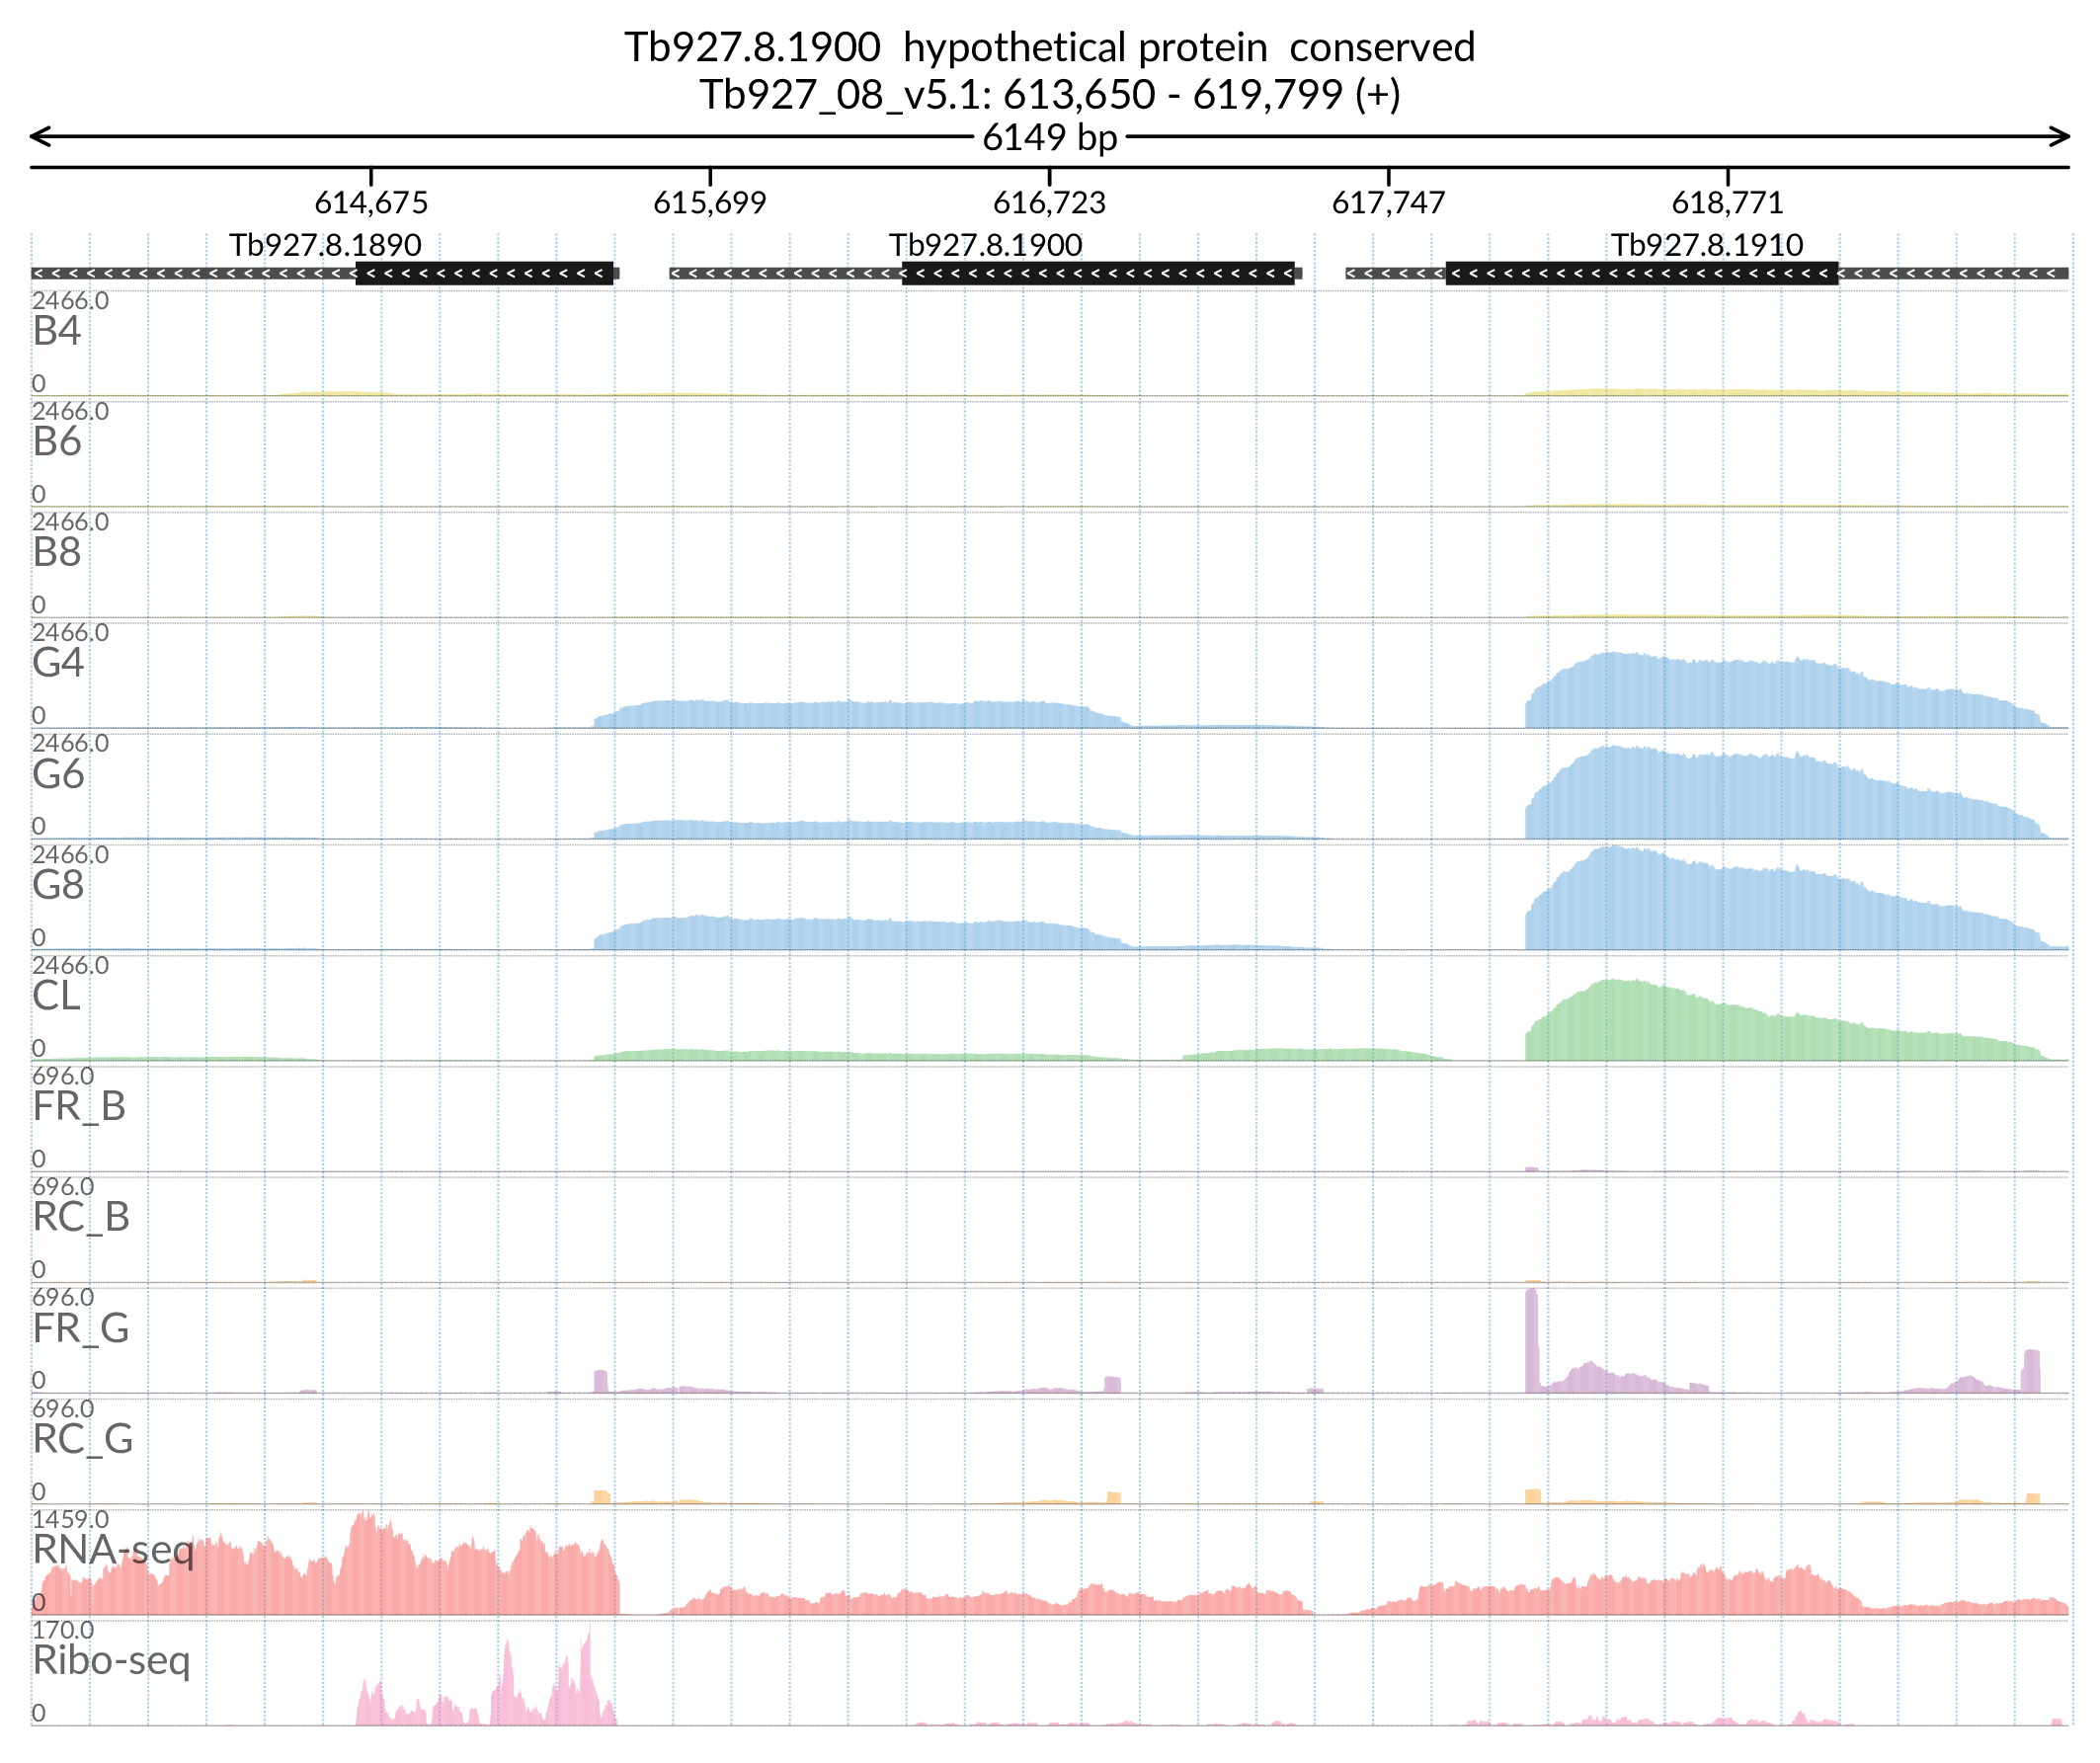 Tb927.8.1900  hypothetical protein  conserved
Tb927_08_v5.1: 613,650 - 619,799 (+)
6149 bp
614,675 615,699 616,723 617,747 618,771
Tb927.8.1890 Tb927.8.1900 Tb927.8.1910
2466.0
B4
0
2466.0
B6
0
2466.0
B8
0
2466.0
G4
0
2466.0
G6
0
2466.0
G8
0
2466.0
CL
0
696.0
FR_B
0
696.0
RC_B
0
696.0
FR_G
0
696.0
RC_G
0
1459.0
RNA-seq
0
170.0
Ribo-seq
0